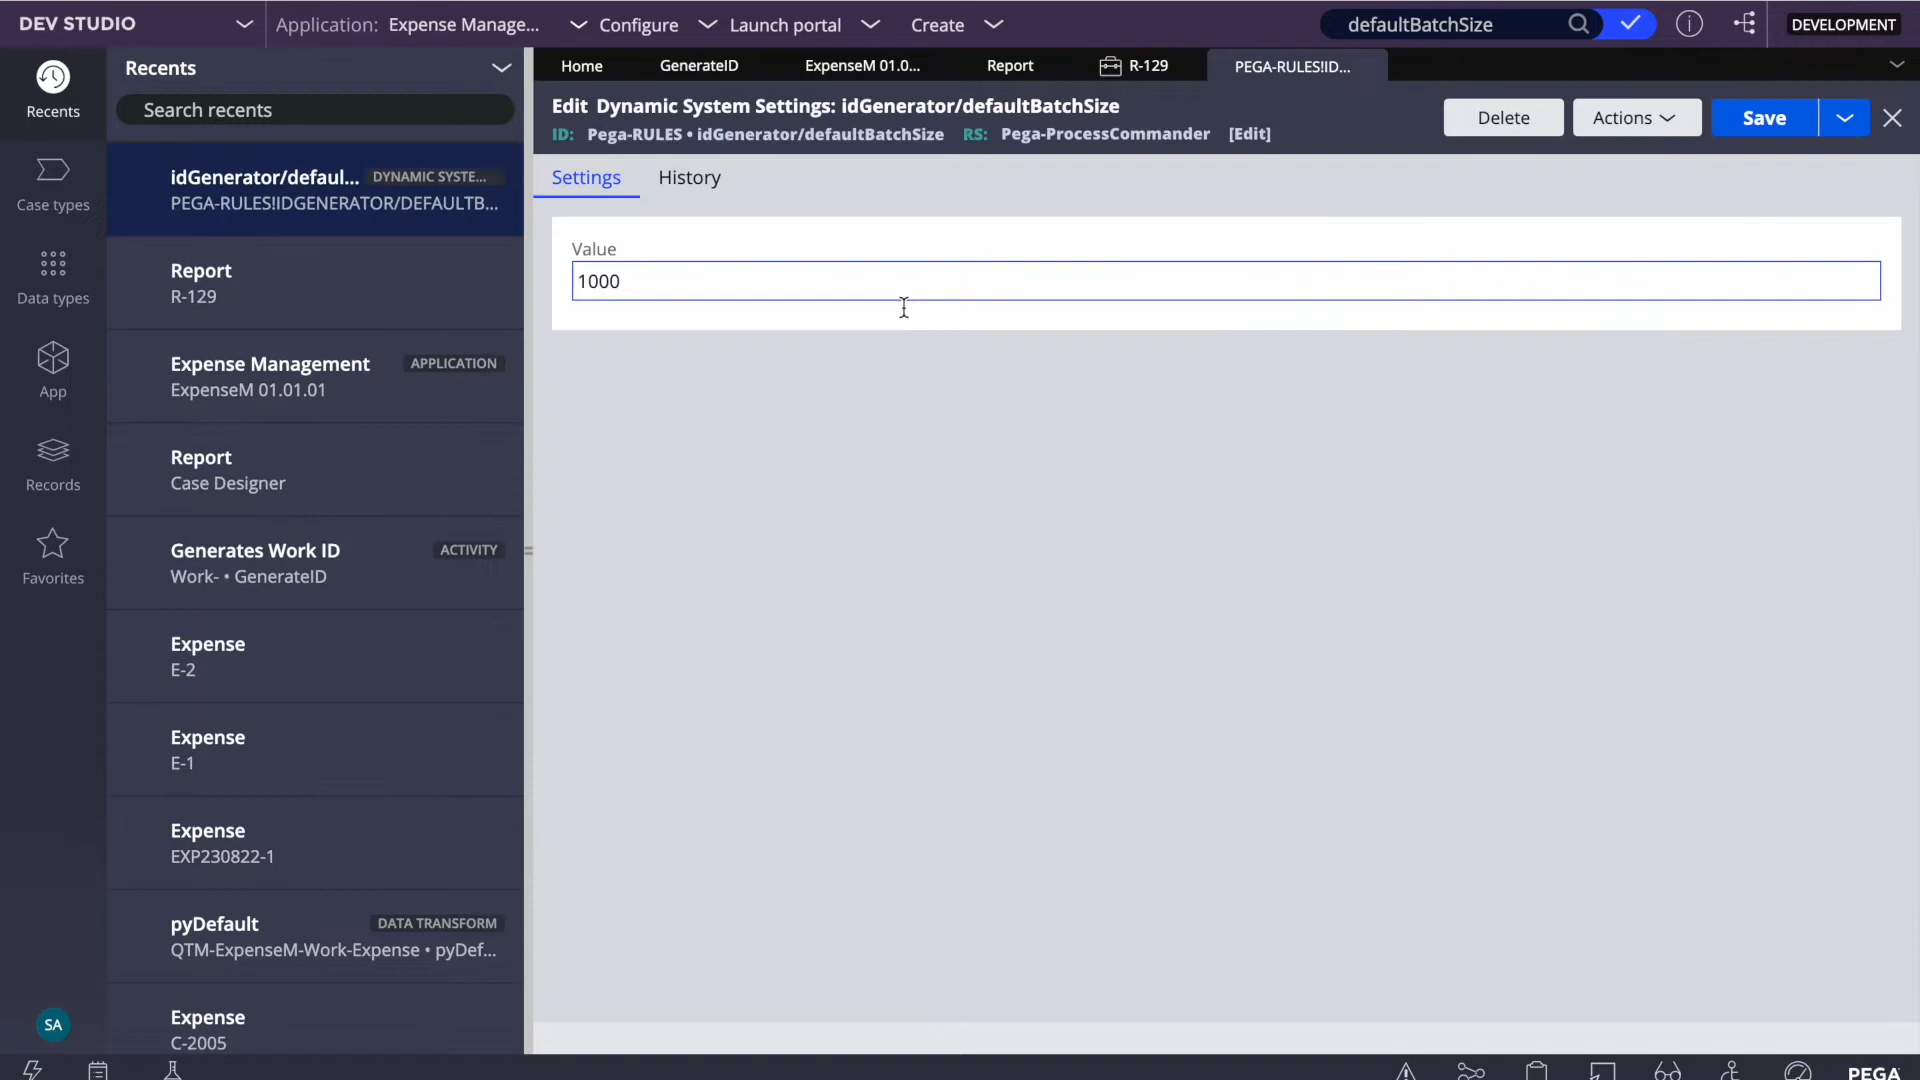 DEV STUDIO
Application: Expense Manage...
Configure
Launch portal
Create
defaultBatchSize
DEVELOPMENT
Recents
Case types
Data types
App
Records
Favorites
SA
Recents
Search recents
idGenerator/defaul... DYNAMIC SYSTE...
PEGA-RULES!IDGENERATOR/DEFAULTB...
Report
R-129
Expense Management APPLICATION
ExpenseM 01.01.01
Report
Case Designer
Generates Work ID ACTIVITY
Work- • GenerateID
Expense
E-2
Expense
E-1
Expense
EXP230822-1
pyDefault DATA TRANSFORM
QTM-ExpenseM-Work-Expense • pyDef...
Expense
C-2005
Home
GenerateID
ExpenseM 01.0...
Report
R-129
PEGA-RULES!ID...
Edit Dynamic System Settings: idGenerator/defaultBatchSize
ID: Pega-RULES • idGenerator/defaultBatchSize RS: Pega-ProcessCommander [Edit]
Delete
Actions
Save
Settings
History
Value
1000
PEGA